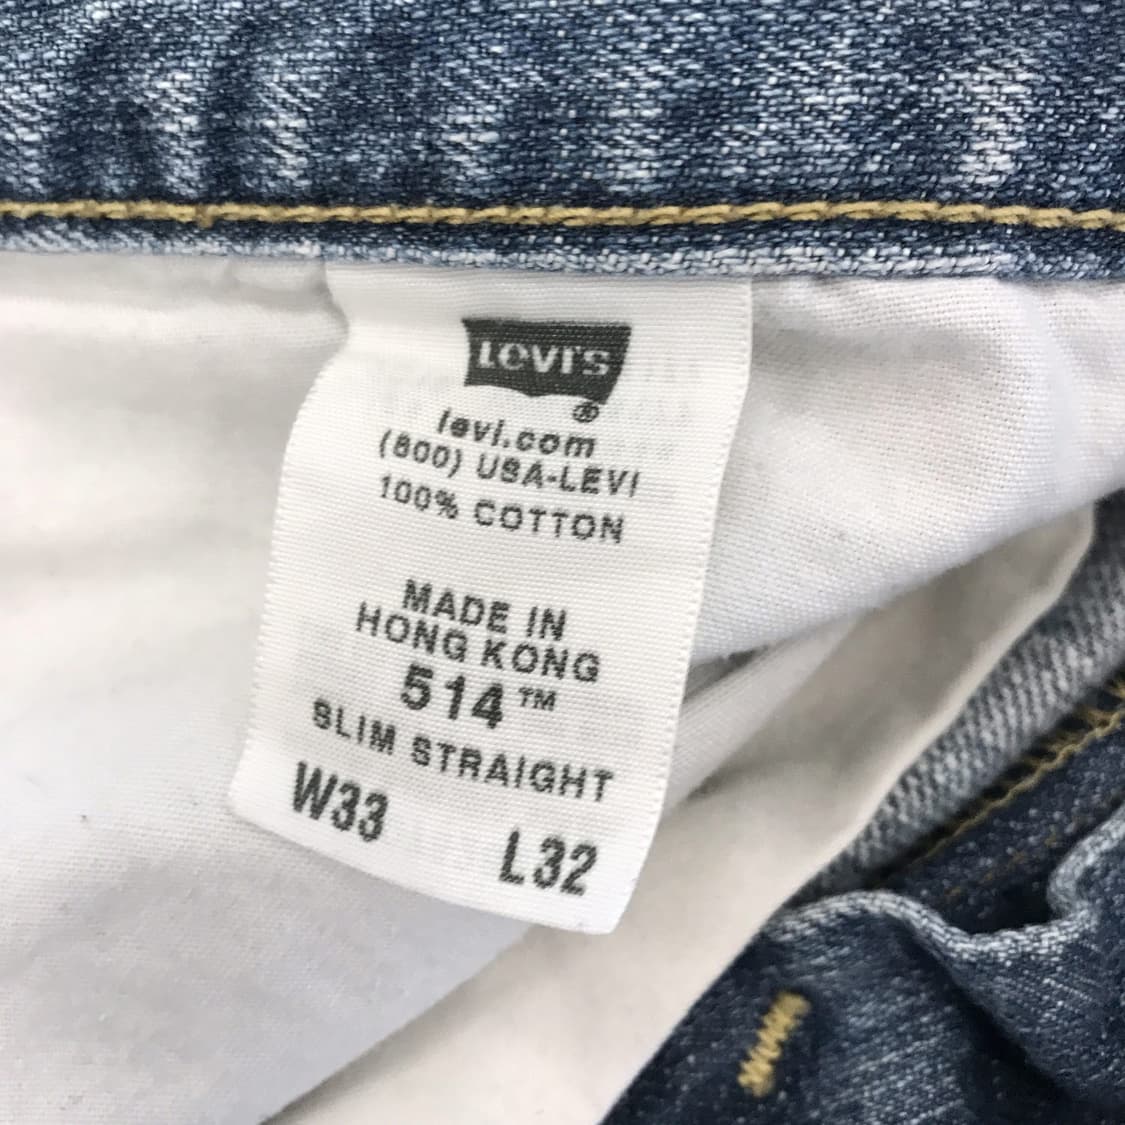 LEVI'S
®
levi.com
(800) USA-LEVI
100% COTTON
MADE IN
HONG KONG
514™
SLIM STRAIGHT
W33
L32